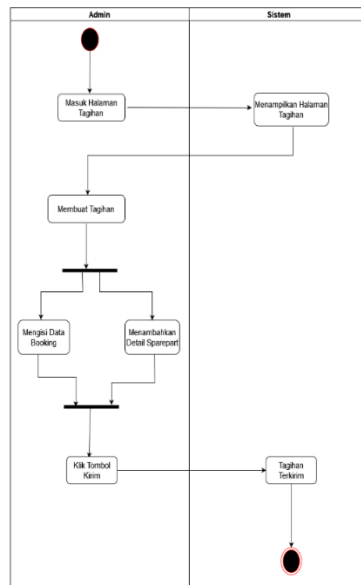 Admin
Sistem
Masuk Halaman
Tagihan
Menampilkan Halaman
Tagihan
Membuat Tagihan
Mengisi Data
Booking
Menambahkan
Detail Sparepart
Klik Tombol
Kirim
Tagihan
Terkirim